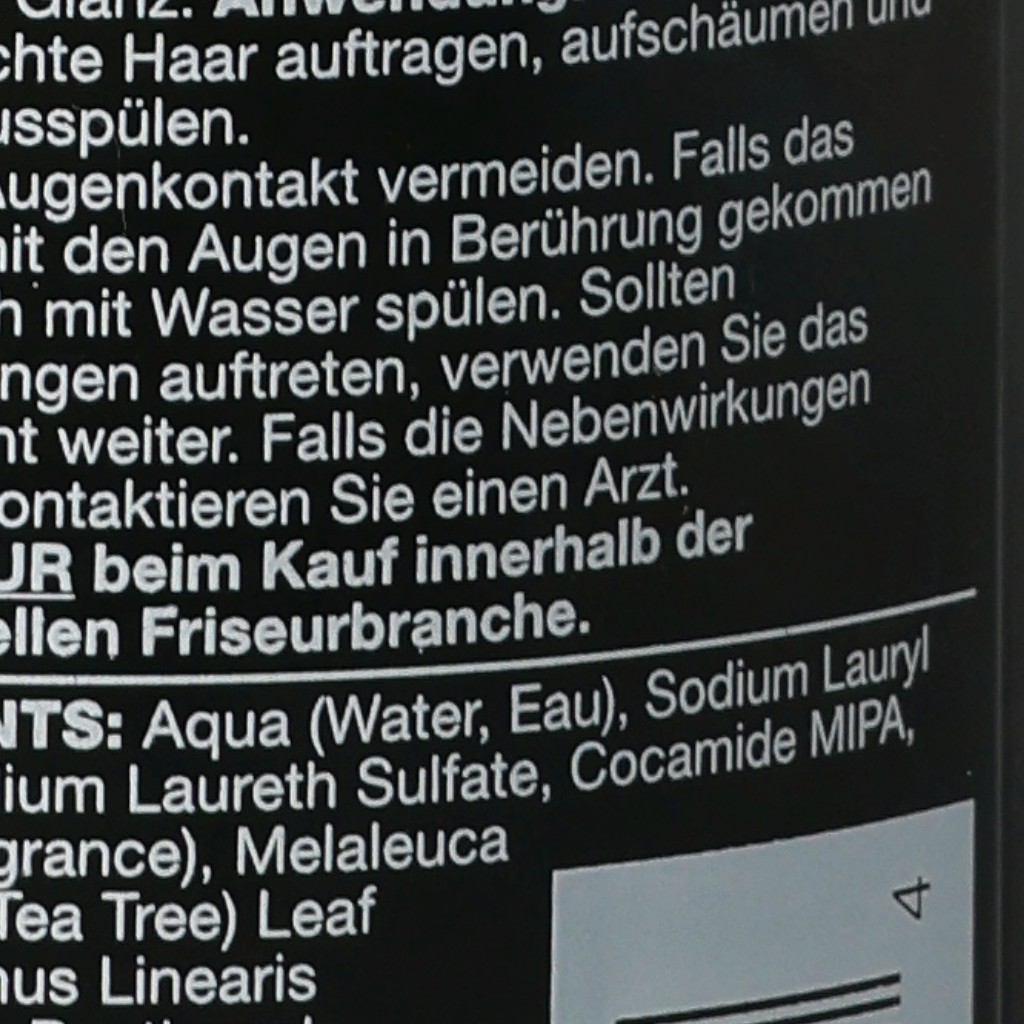 Glanz. Anwendung:
chte Haar auftragen, aufschäumen und
usspülen.
Augenkontakt vermeiden. Falls das
mit den Augen in Berührung gekommen
h mit Wasser spülen. Sollten
ngen auftreten, verwenden Sie das
ht weiter. Falls die Nebenwirkungen
ontaktieren Sie einen Arzt.
UR beim Kauf innerhalb der
ellen Friseurbranche.
NTS: Aqua (Water, Eau), Sodium Lauryl
ium Laureth Sulfate, Cocamide MIPA,
grance), Melaleuca
Tea Tree) Leaf
nus Linearis
4